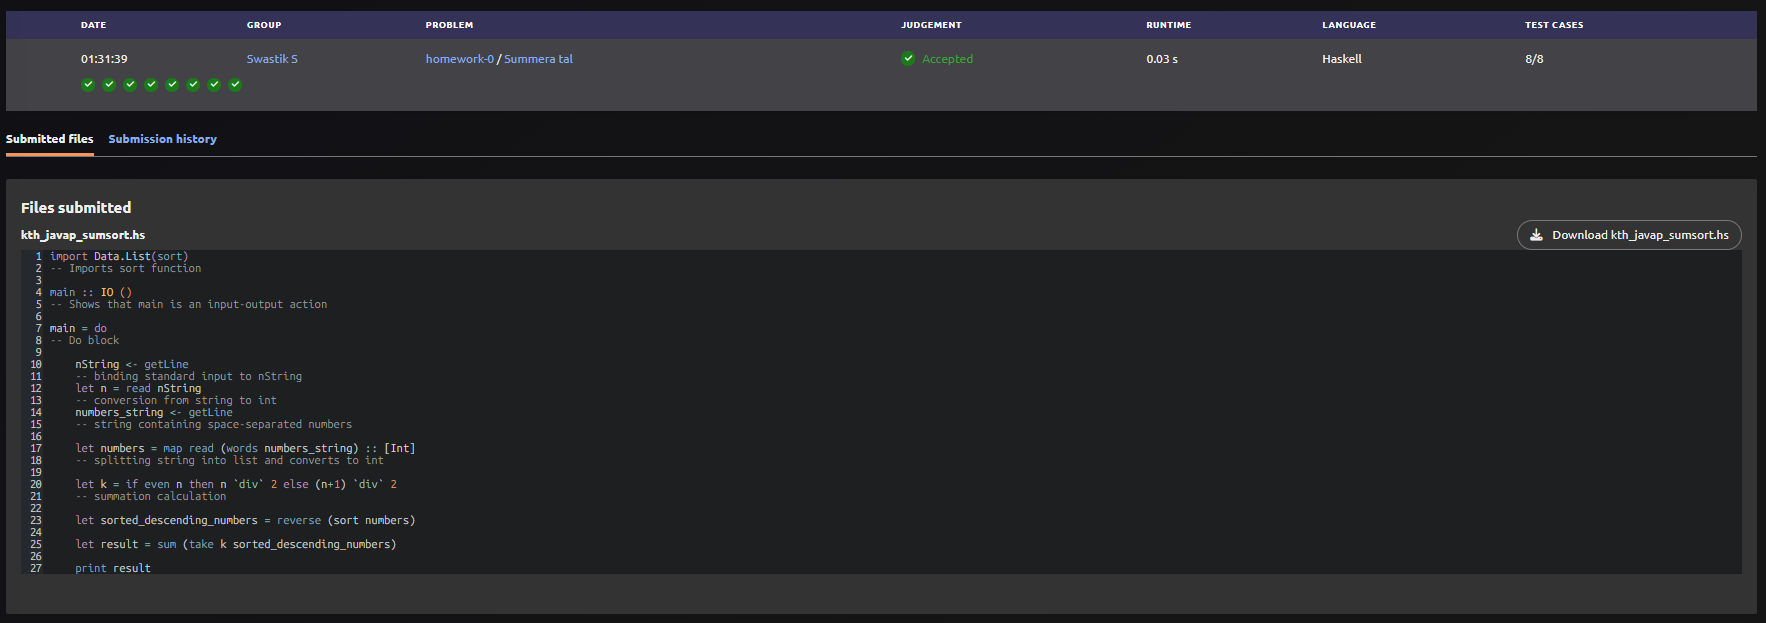 DATE GROUP PROBLEM JUDGEMENT RUNTIME LANGUAGE TEST CASES
01:31:39 Swastik S homework-0 / Summera tal Accepted 0.03 s Haskell 8/8
Submitted files Submission history
Files submitted
kth_javap_sumsort.hs Download kth_javap_sumsort.hs
1 import Data.List(sort)
2 -- Imports sort function
3
4 main :: IO ()
5 -- Shows that main is an input-output action
6
7 main = do
8 -- Do block
9
10     nString <- getLine
11     -- binding standard input to nString
12     let n = read nString
13     -- conversion from string to int
14     numbers_string <- getLine
15     -- string containing space-separated numbers
16
17     let numbers = map read (words numbers_string) :: [Int]
18     -- splitting string into list and converts to int
19
20     let k = if even n then n `div` 2 else (n+1) `div` 2
21     -- summation calculation
22
23     let sorted_descending_numbers = reverse (sort numbers)
24
25     let result = sum (take k sorted_descending_numbers)
26
27     print result